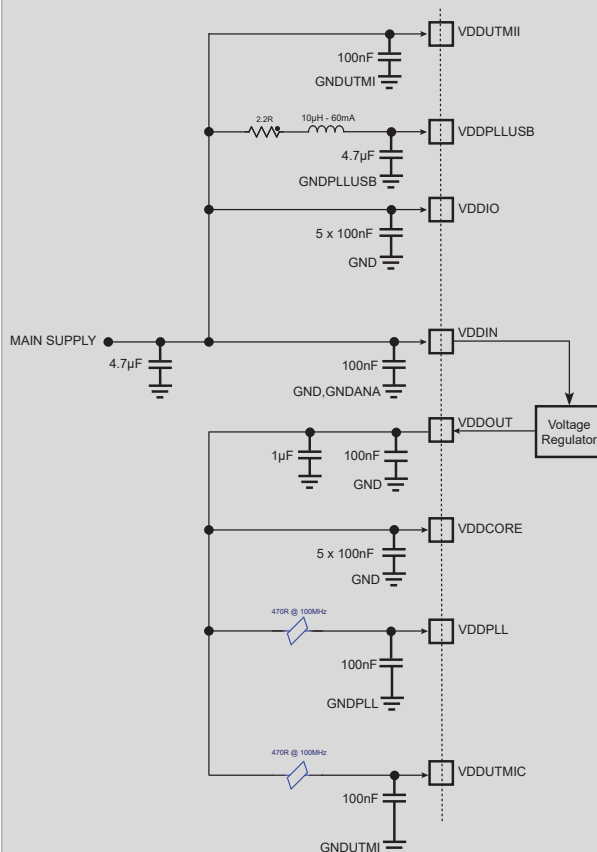 VDDUTMII
100nF
GNDUTMI
2.2R
10µH - 60mA
VDDPLLUSB
4.7µF
GNDPLLUSB
VDDIO
5 x 100nF
GND
MAIN SUPPLY
VDDIN
4.7µF
100nF
GND,GNDANA
VDDOUT
Voltage
Regulator
1µF
100nF
GND
VDDCORE
5 x 100nF
GND
470R @ 100MHz
VDDPLL
100nF
GNDPLL
470R @ 100MHz
VDDUTMIC
100nF
GNDUTMI